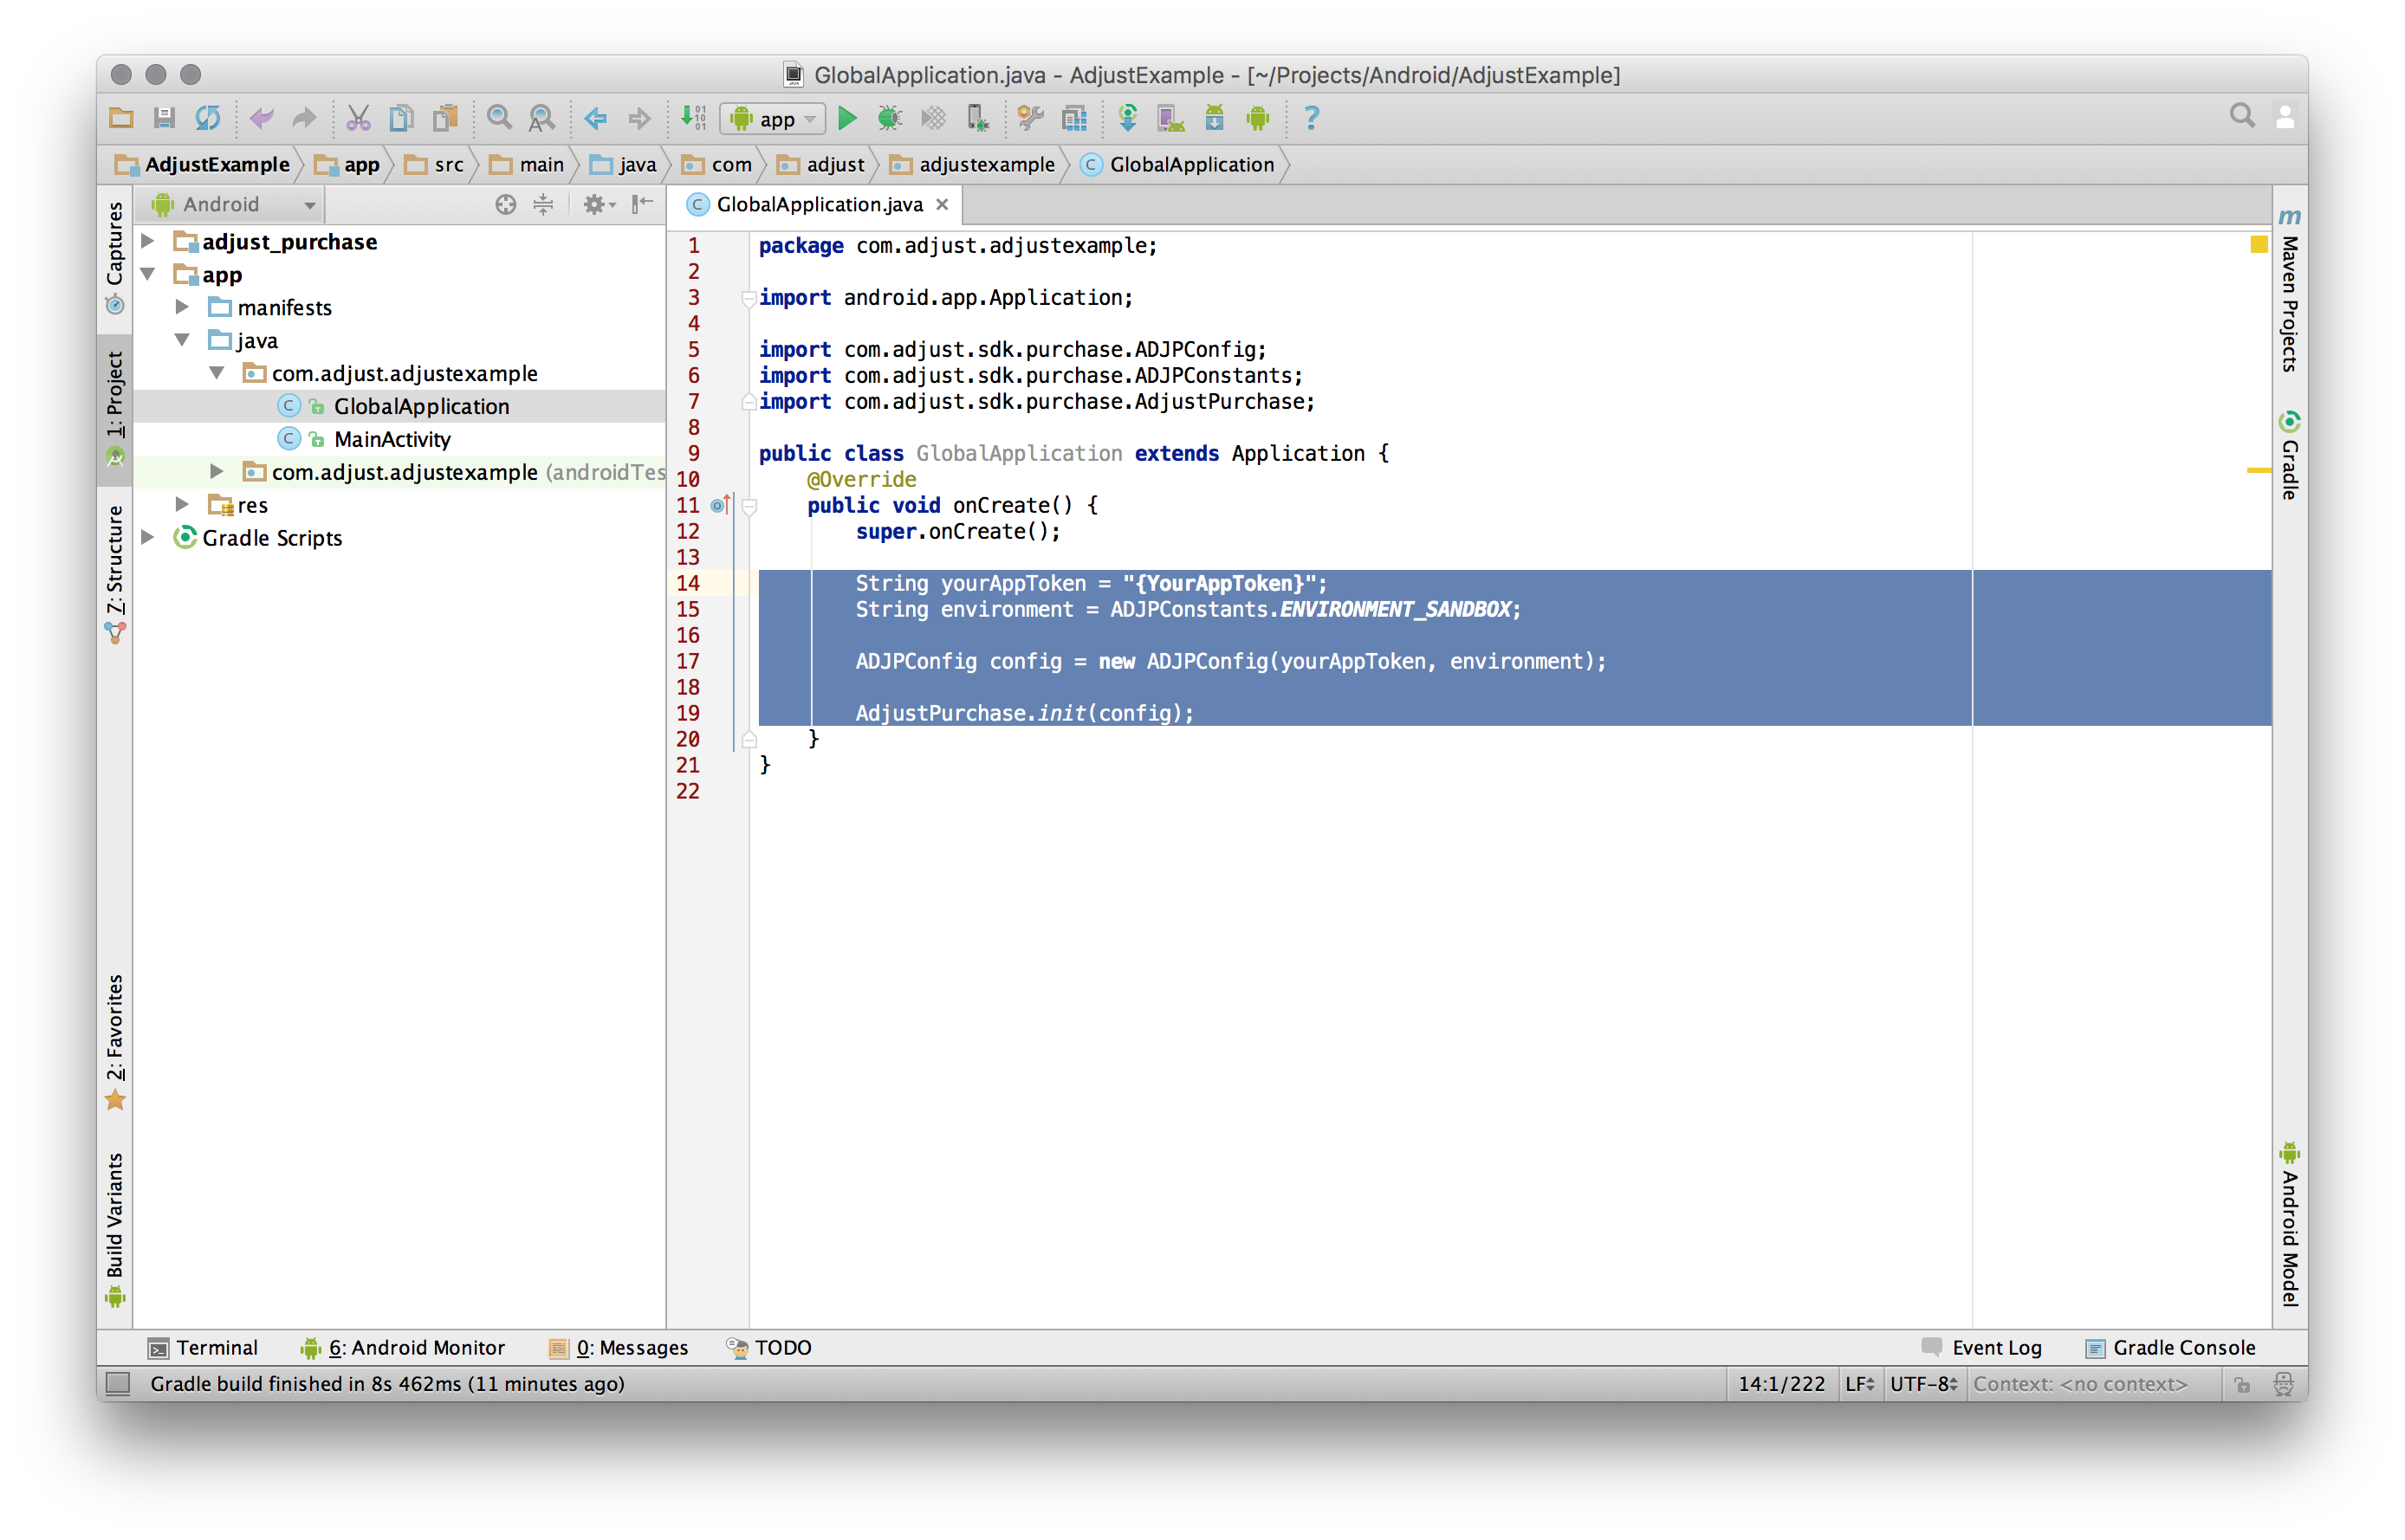 GlobalApplication.java - AdjustExample - [~/Projects/Android/AdjustExample]
app
AdjustExample app src main java com adjust adjustexample GlobalApplication
Captures
1: Project
7: Structure
2: Favorites
Build Variants
Android
adjust_purchase
app
manifests
java
com.adjust.adjustexample
GlobalApplication
MainActivity
com.adjust.adjustexample (androidTes
res
Gradle Scripts
GlobalApplication.java
1 package com.adjust.adjustexample;
2
3 import android.app.Application;
4
5 import com.adjust.sdk.purchase.ADJPConfig;
6 import com.adjust.sdk.purchase.ADJPConstants;
7 import com.adjust.sdk.purchase.AdjustPurchase;
8
9 public class GlobalApplication extends Application {
10 @Override
11 public void onCreate() {
12 super.onCreate();
13
14 String yourAppToken = "{YourAppToken}";
15 String environment = ADJPConstants.ENVIRONMENT_SANDBOX;
16
17 ADJPConfig config = new ADJPConfig(yourAppToken, environment);
18
19 AdjustPurchase.init(config);
20 }
21 }
22
Maven Projects
Gradle
Android Model
Terminal 6: Android Monitor 0: Messages TODO Event Log Gradle Console
Gradle build finished in 8s 462ms (11 minutes ago) 14:1/222 LF UTF-8 Context: <no context>